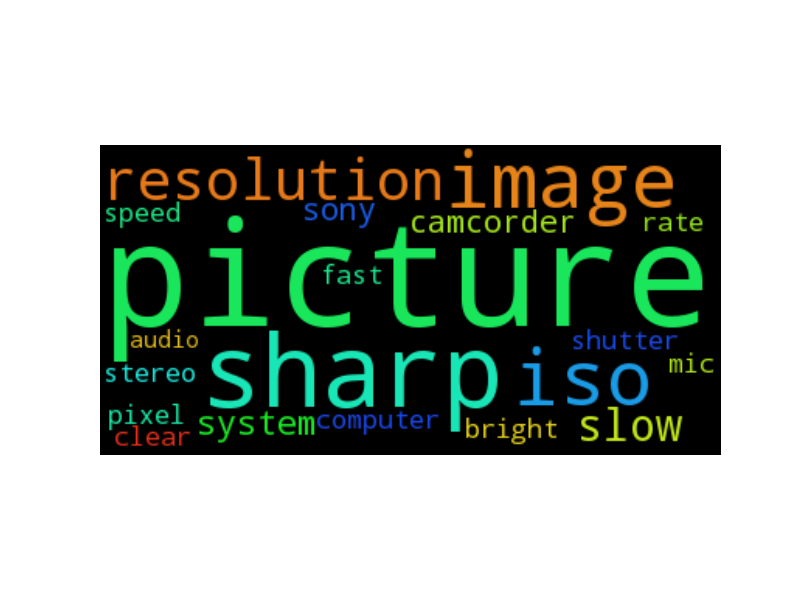 resolution image
speed sony camcorder rate
picture
fast
audio sharp iso shutter
stereo mic
pixel system computer bright slow
clear